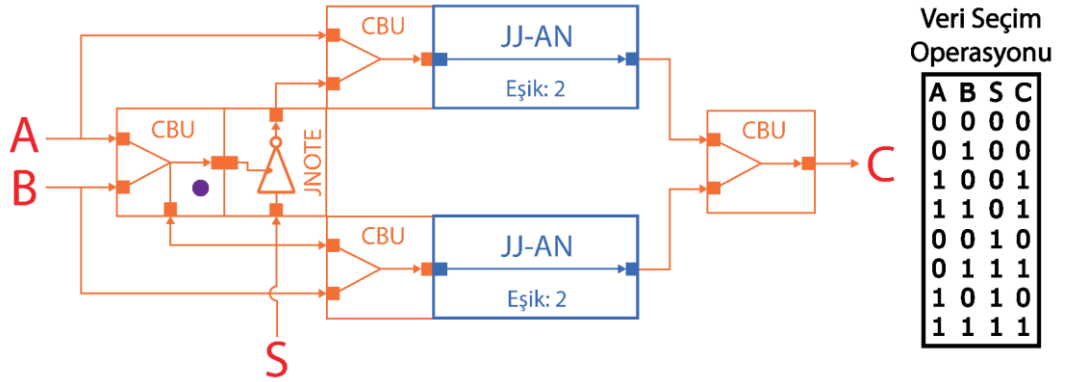 CBU
JJ-AN
Eşik: 2
A
B
CBU
JNOTE
CBU
C
CBU
JJ-AN
Eşik: 2
S
Veri Seçim
Operasyonu
A B S C
0 0 0 0
0 1 0 0
1 0 0 1
1 1 0 1
0 0 1 0
0 1 1 1
1 0 1 0
1 1 1 1